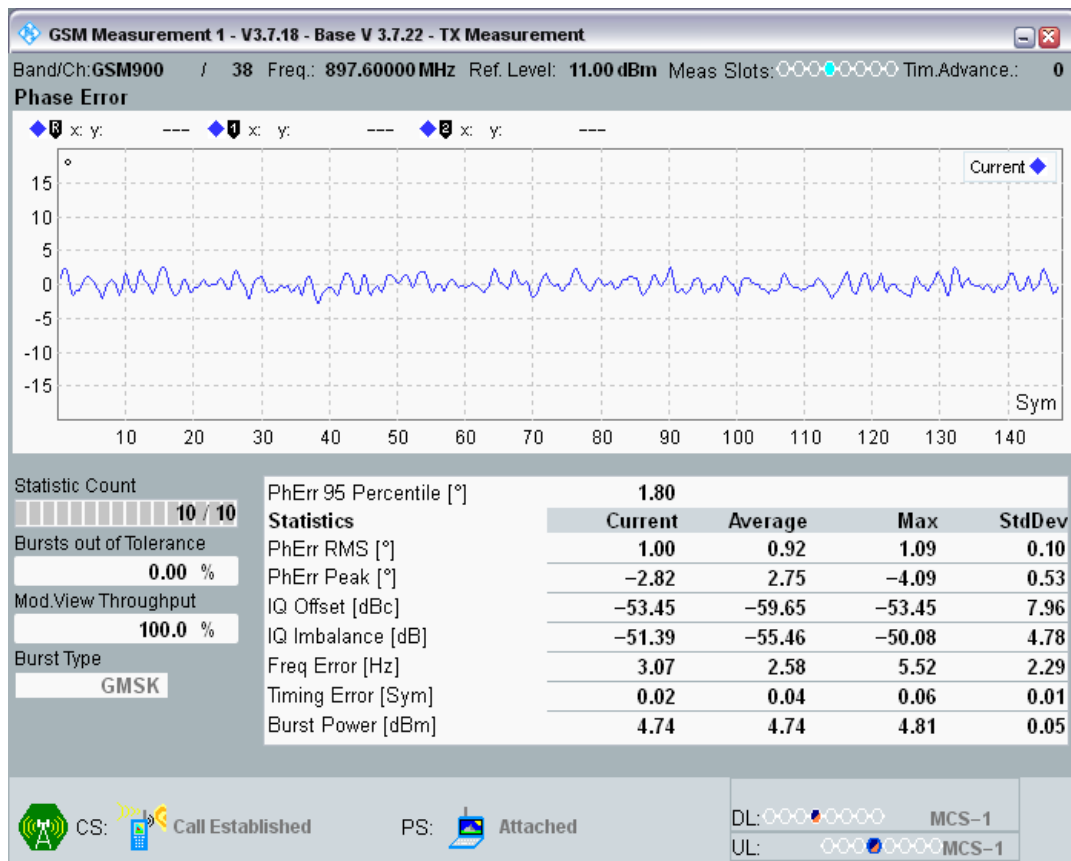 GSM Measurement 1 - V3.7.18 - Base V 3.7.22 - TX Measurement
Band/Ch:GSM900 / 38 Freq.: 897.60000 MHz Ref. Level: 11.00 dBm Meas Slots: Tim.Advance.: 0
Phase Error
R x: y: --- 1 x: y: --- 2 x: y: ---
°
Current
15
10
5
0
-5
-10
-15
Sym
10 20 30 40 50 60 70 80 90 100 110 120 130 140
Statistic Count
10 / 10
Bursts out of Tolerance
0.00 %
Mod.View Throughput
100.0 %
Burst Type
GMSK
PhErr 95 Percentile [°] 1.80
Statistics Current Average Max StdDev
PhErr RMS [°] 1.00 0.92 1.09 0.10
PhErr Peak [°] −2.82 2.75 −4.09 0.53
IQ Offset [dBc] −53.45 −59.65 −53.45 7.96
IQ Imbalance [dB] −51.39 −55.46 −50.08 4.78
Freq Error [Hz] 3.07 2.58 5.52 2.29
Timing Error [Sym] 0.02 0.04 0.06 0.01
Burst Power [dBm] 4.74 4.74 4.81 0.05
CS: Call Established PS: Attached
DL: MCS−1
UL: MCS−1